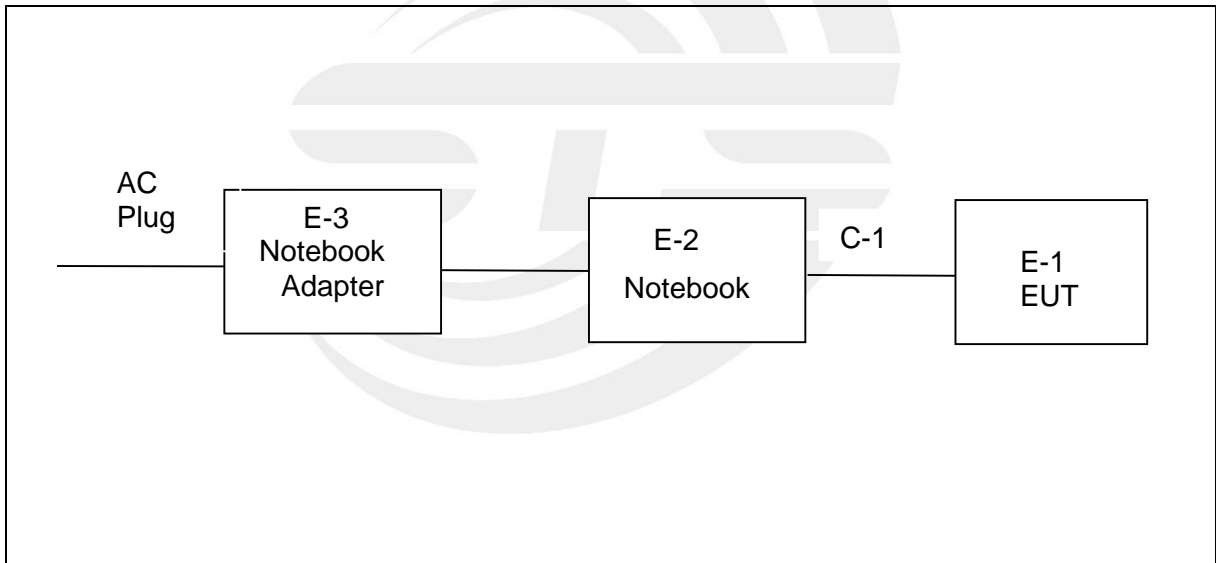 AC
Plug
E-3
Notebook
Adapter
E-2
Notebook
C-1
E-1
EUT